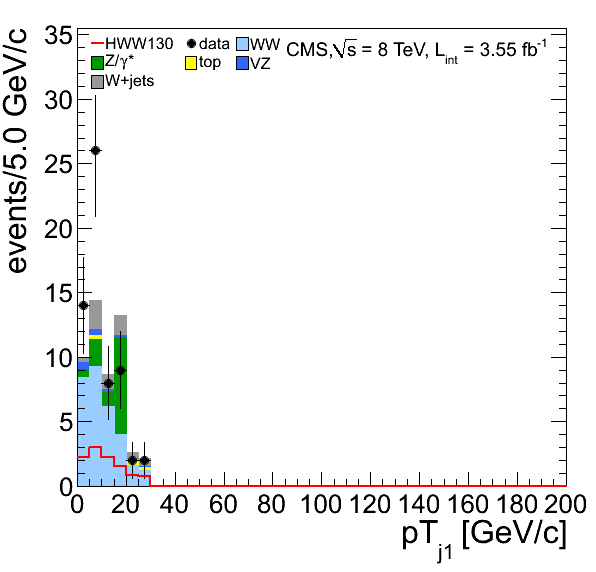 HWW130 data WW CMS,√s = 8 TeV, L_int = 3.55 fb⁻¹
Z/γ* top VZ
W+jets
events/5.0 GeV/c
35
30
25
20
15
10
5
0
0 20 40 60 80 100 120 140 160 180 200
pT_j1 [GeV/c]